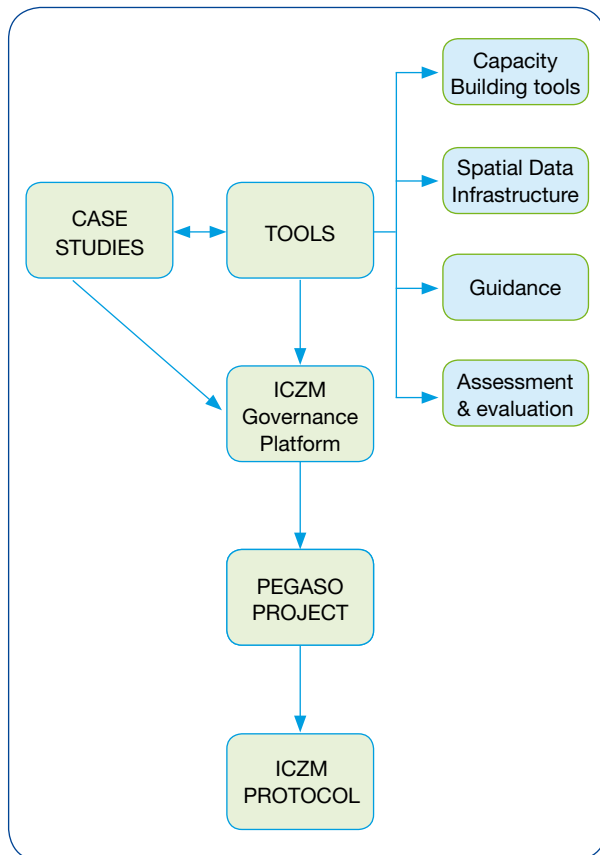 Capacity
Building tools
Spatial Data
Infrastructure
CASE
STUDIES
TOOLS
Guidance
ICZM
Governance
Platform
Assessment
& evaluation
PEGASO
PROJECT
ICZM
PROTOCOL